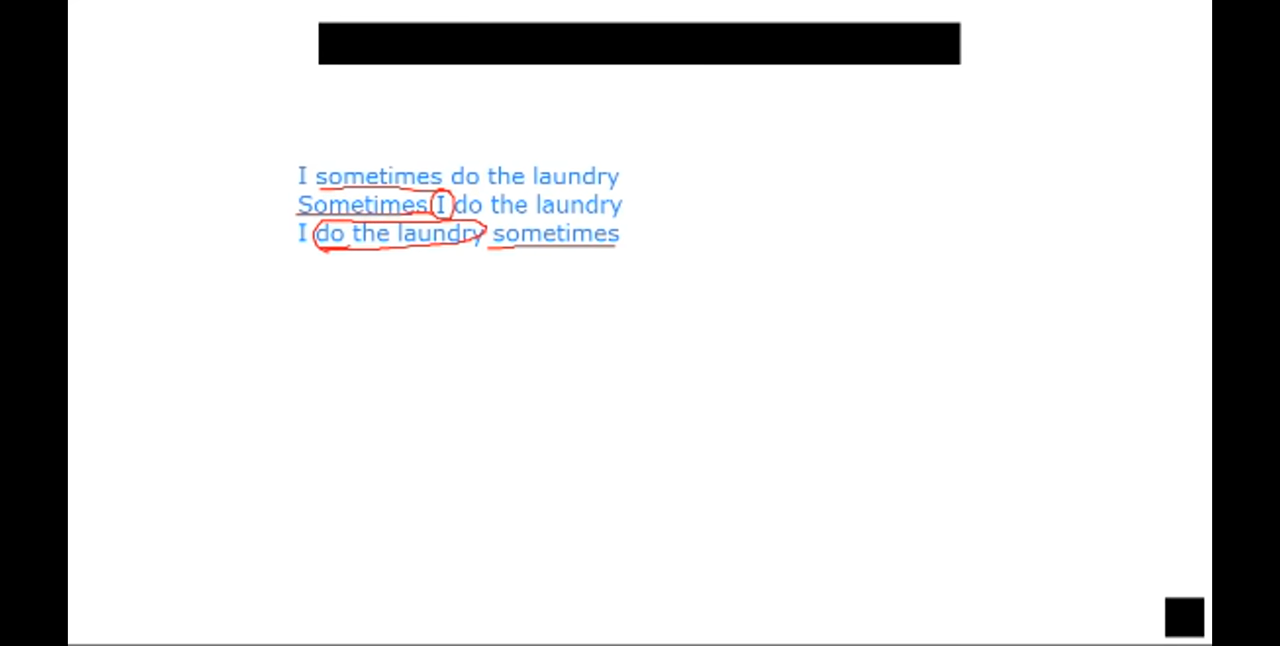 I sometimes do the laundry
Sometimes I do the laundry
I do the laundry sometimes